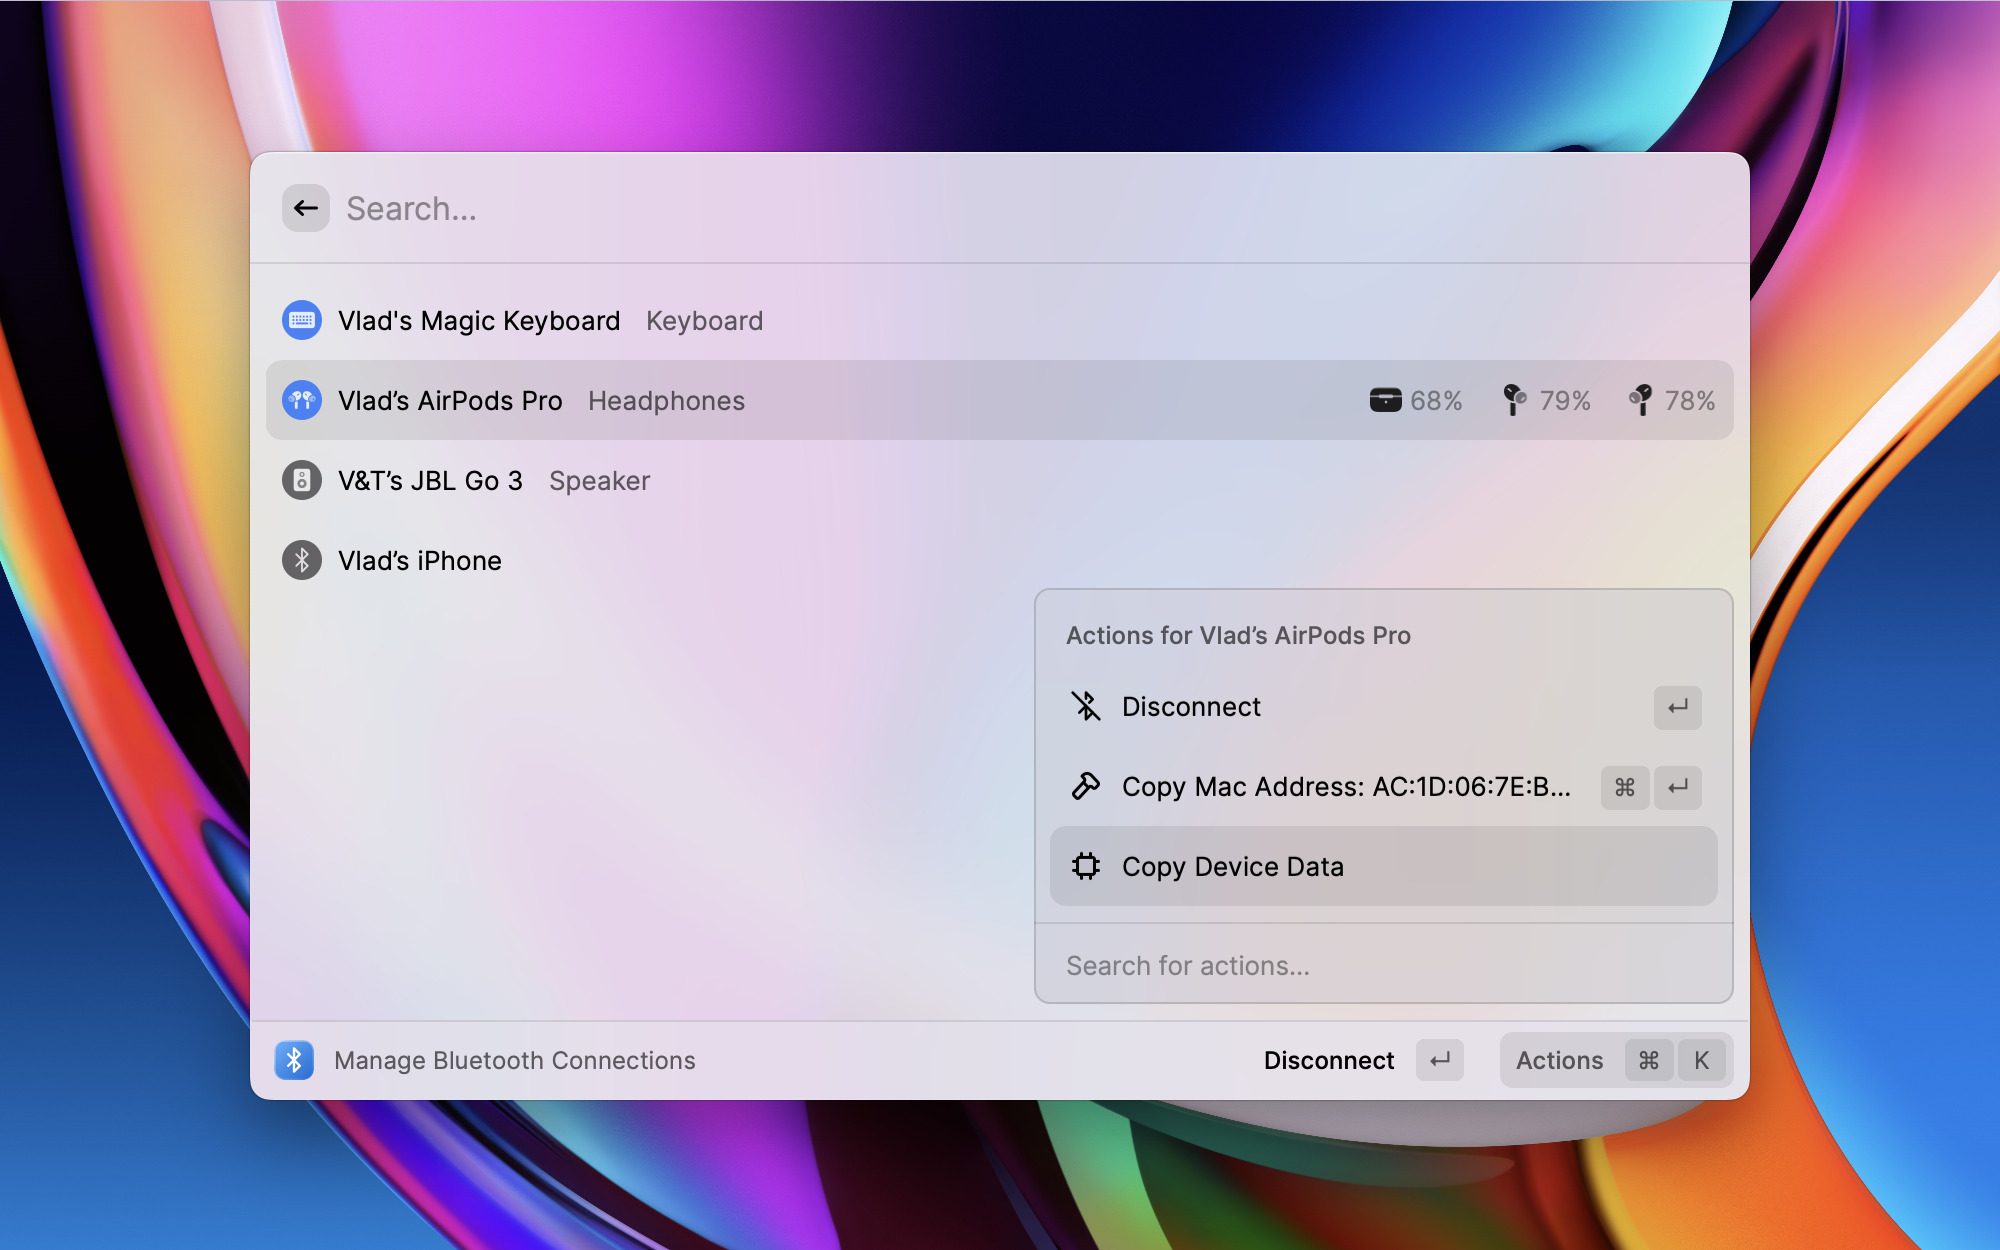 Search...
Vlad's Magic Keyboard Keyboard
Vlad’s AirPods Pro Headphones 68% 79% 78%
V&T’s JBL Go 3 Speaker
Vlad’s iPhone
Actions for Vlad’s AirPods Pro
Disconnect ↵
Copy Mac Address: AC:1D:06:7E:B... ⌘ ↵
Copy Device Data
Search for actions...
Manage Bluetooth Connections Disconnect ↵ Actions ⌘ K